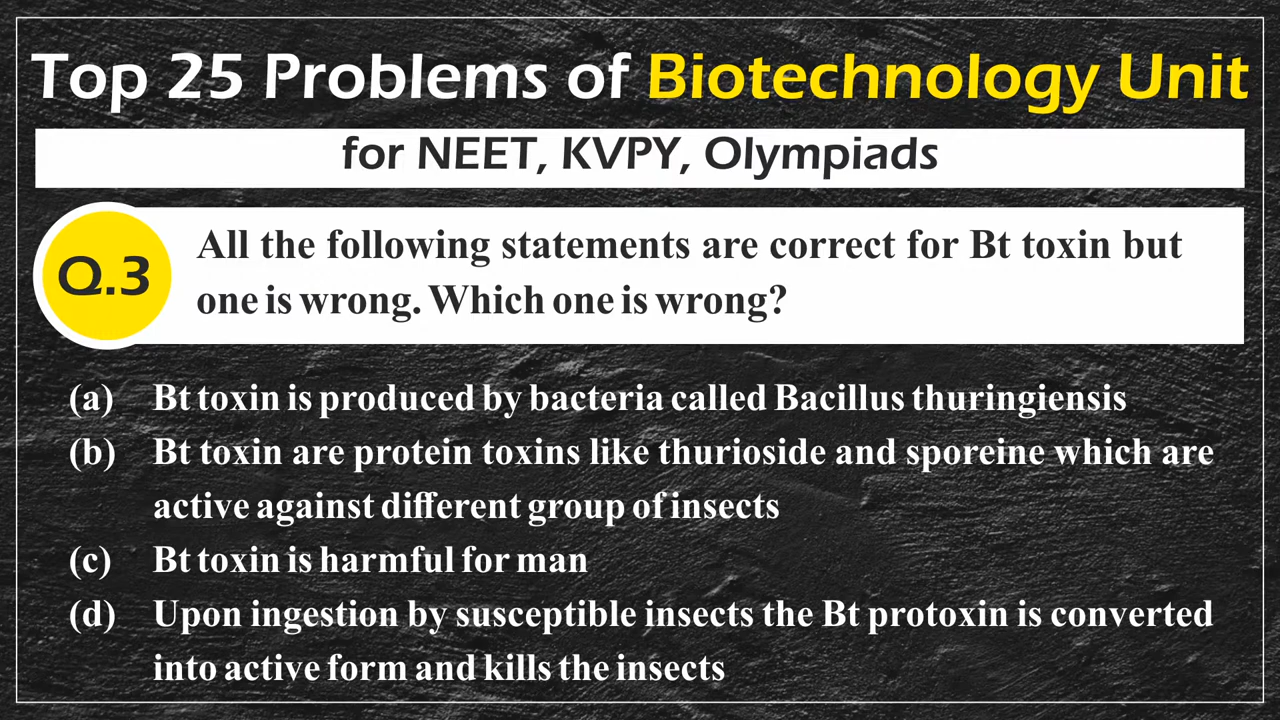 Top 25 Problems of Biotechnology Unit
for NEET, KVPY, Olympiads
Q.3
All the following statements are correct for Bt toxin but
one is wrong. Which one is wrong?
(a) Bt toxin is produced by bacteria called Bacillus thuringiensis
(b) Bt toxin are protein toxins like thurioside and sporeine which are
active against different group of insects
(c) Bt toxin is harmful for man
(d) Upon ingestion by susceptible insects the Bt protoxin is converted
into active form and kills the insects